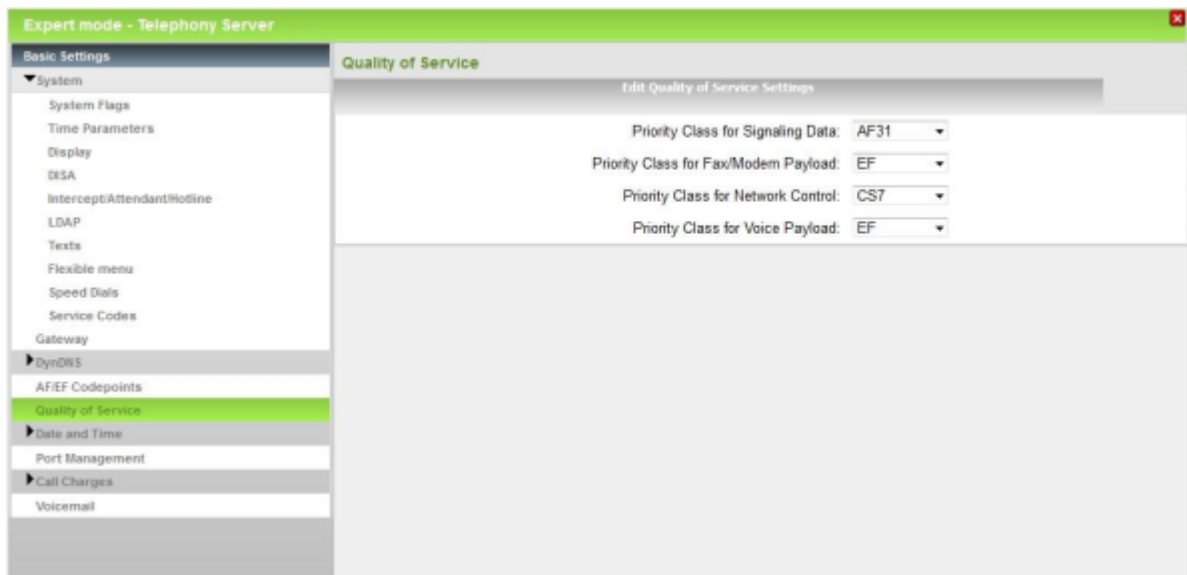 Expert mode - Telephony Server
Basic Settings
System
System Flags
Time Parameters
Display
DISA
Intercept/Attendant/Hotline
LDAP
Texts
Flexible menu
Speed Dials
Service Codes
Gateway
DynDNS
AF/EF Codepoints
Quality of Service
Date and Time
Port Management
Call Charges
Voicemail
Quality of Service
Edit Quality of Service Settings
Priority Class for Signaling Data: AF31
Priority Class for Fax/Modem Payload: EF
Priority Class for Network Control: CS7
Priority Class for Voice Payload: EF